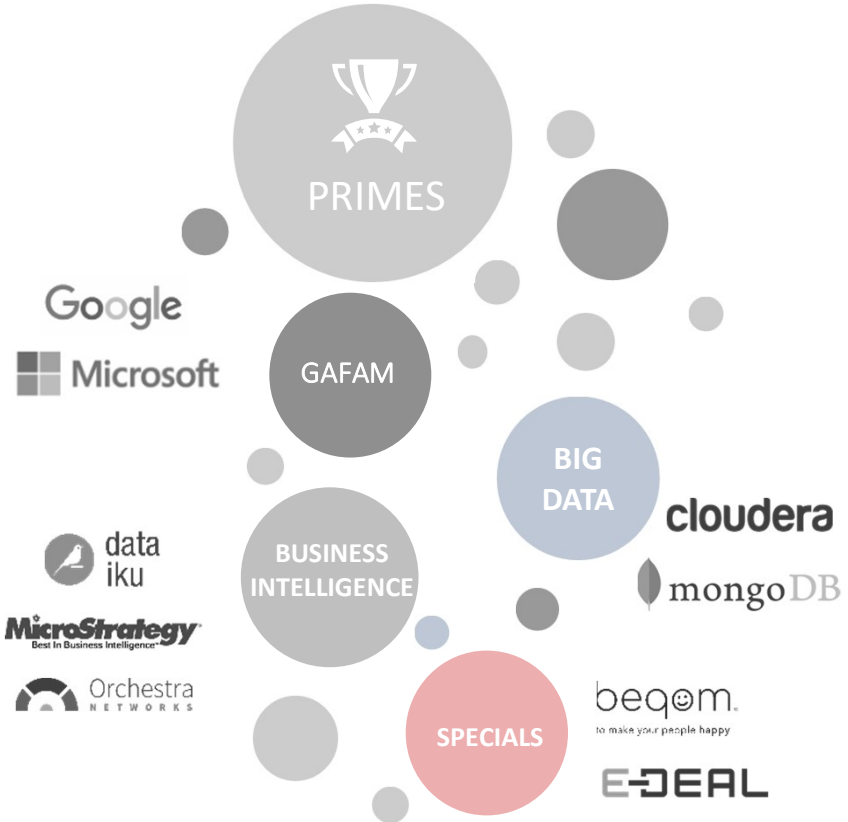 PRIMES
Google
Microsoft
GAFAM
BIG
DATA
cloudera
mongoDB
BUSINESS
INTELLIGENCE
data
iku
MicroStrategy
Best In Business Intelligence
Orchestra
NETWORKS
SPECIALS
beqom.
to make your people happy
E-DEAL